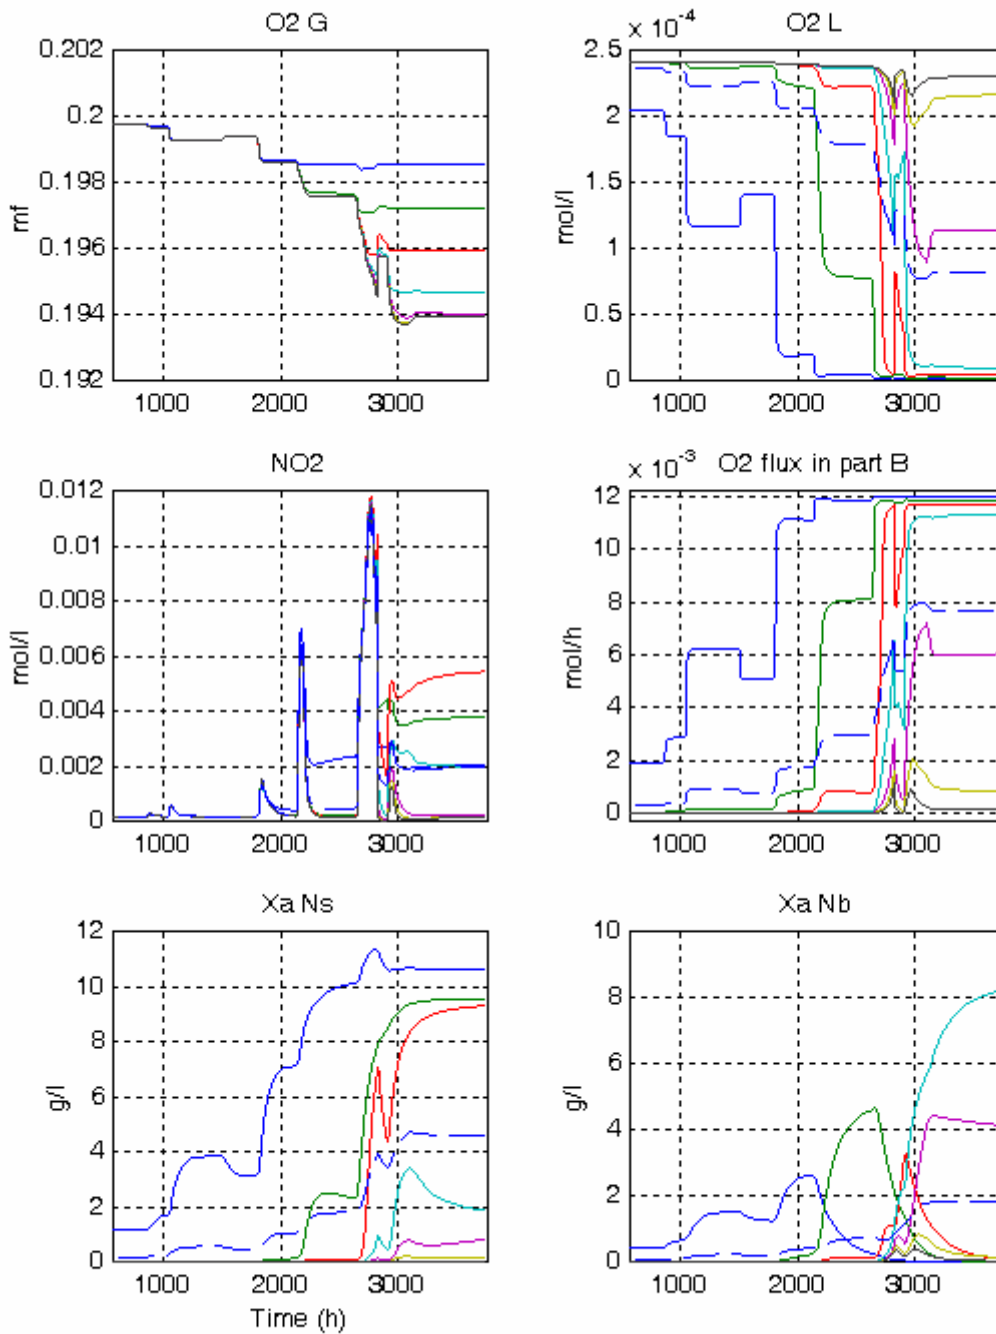 O2 G
0.202
0.2
0.198
0.196
0.194
0.192
mf
1000 2000 3000
O2 L
x 10^-4
2.5
2
1.5
1
0.5
0
mol/l
1000 2000 3000
NO2
0.012
0.01
0.008
0.006
0.004
0.002
0
mol/l
1000 2000 3000
O2 flux in part B
x 10^-3
12
10
8
6
4
2
0
mol/h
1000 2000 3000
Xa Ns
12
10
8
6
4
2
0
g/l
1000 2000 3000
Time (h)
Xa Nb
10
8
6
4
2
0
g/l
1000 2000 3000